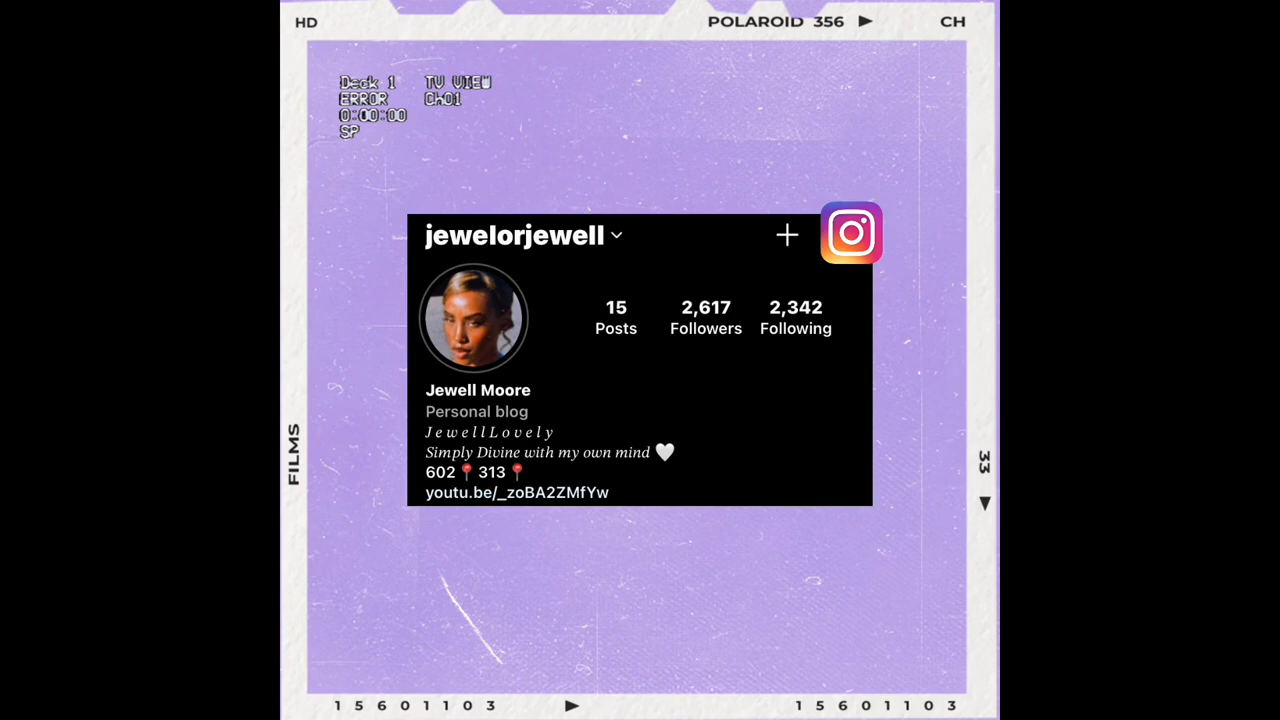 HD
POLAROID 356 ▶
CH
Deck 1 TV VIEW
ERROR Ch01
0:00:00
SP
jewelorjewell
15 2,617 2,342
Posts Followers Following
Jewell Moore
Personal blog
J e w e l l L o v e l y
Simply Divine with my own mind 🤍
602📍313📍
youtu.be/_zoBA2ZMfYw
FILMS
33
1 5 6 0 1 1 0 3 ▶ 1 5 6 0 1 1 0 3